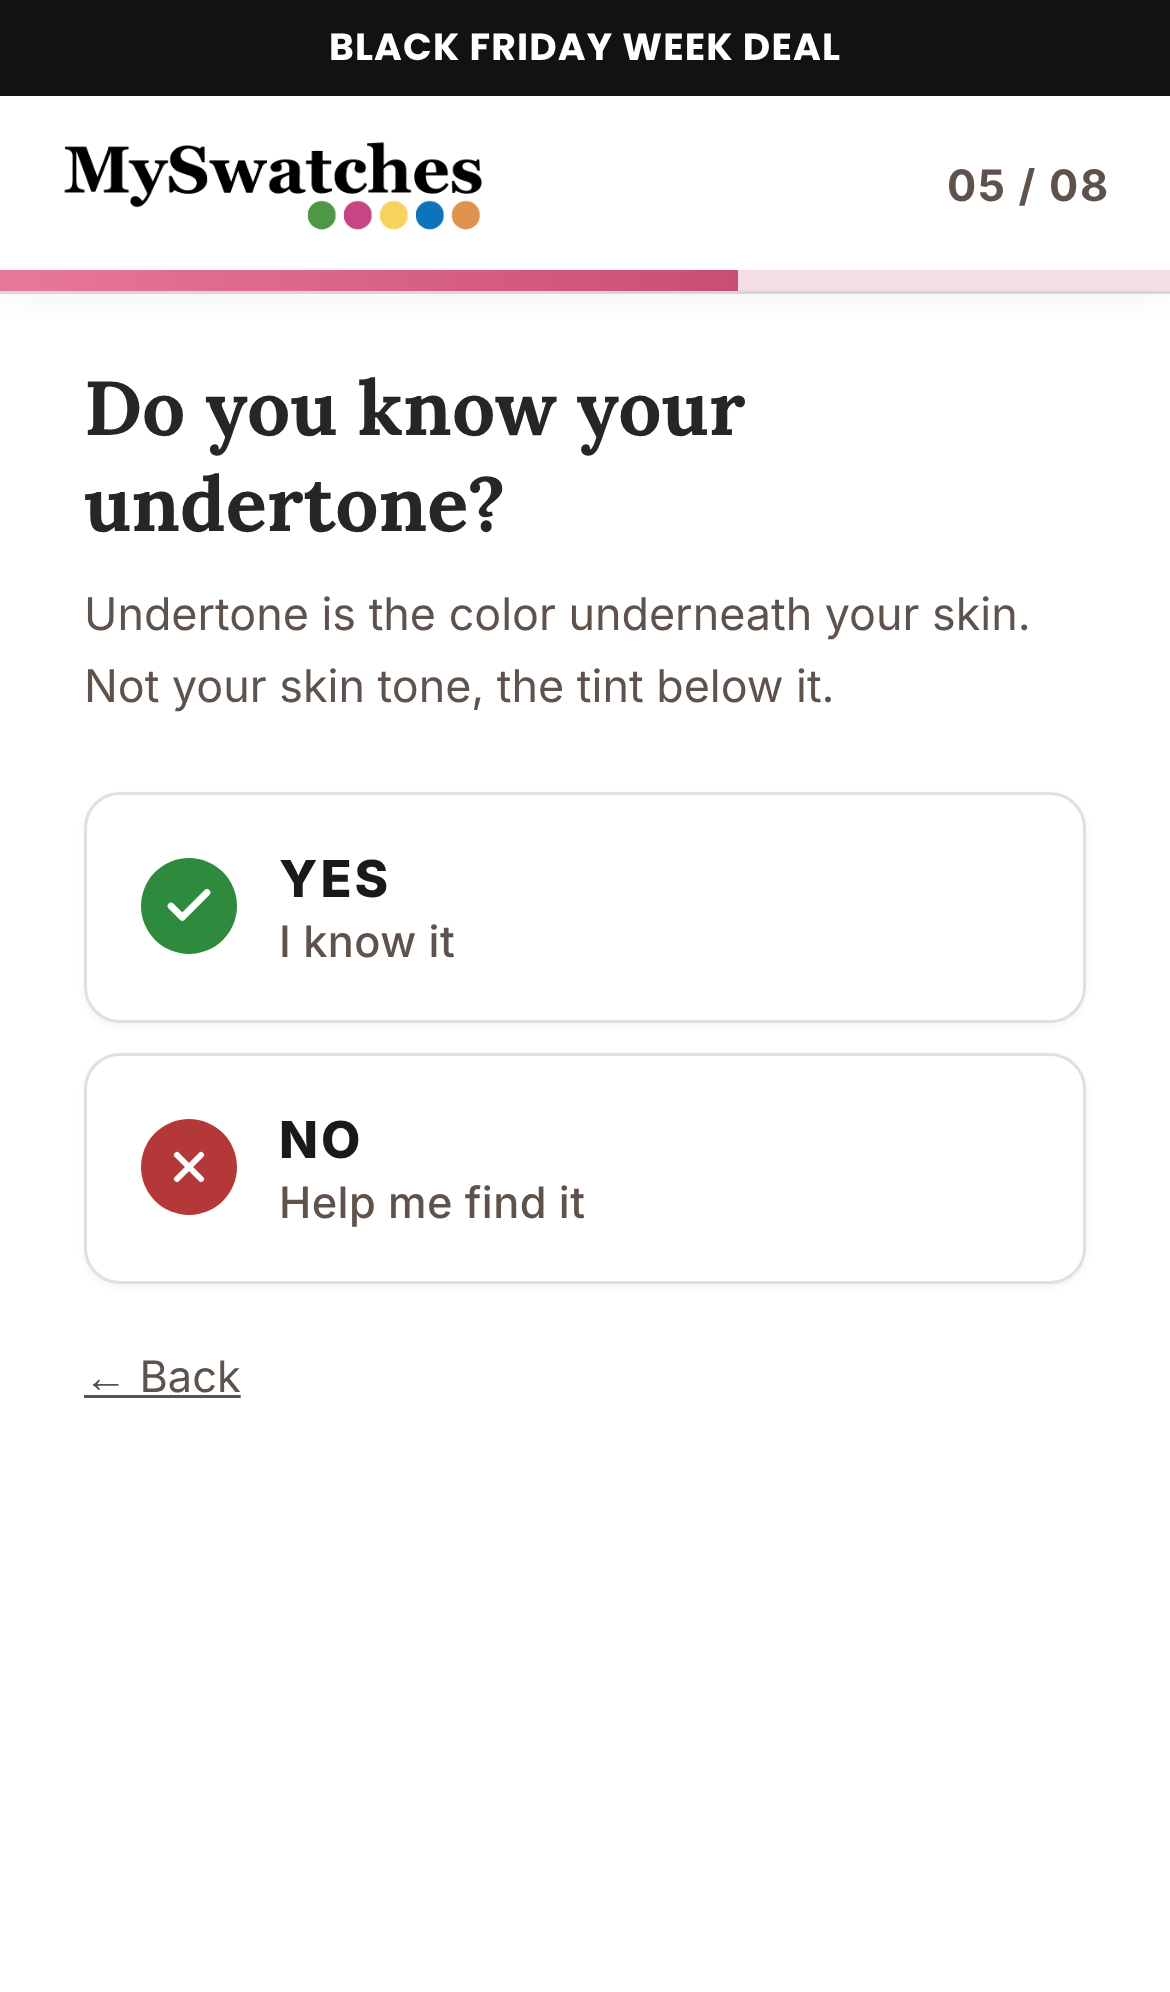 BLACK FRIDAY WEEK DEAL
MySwatches
05 / 08
Do you know your
undertone?
Undertone is the color underneath your skin.
Not your skin tone, the tint below it.
YES
I know it
NO
Help me find it
← Back